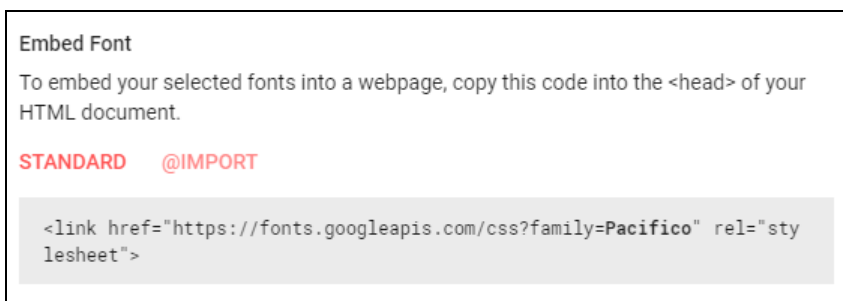 Embed Font
To embed your selected fonts into a webpage, copy this code into the <head> of your
HTML document.
STANDARD @IMPORT
<link href="https://fonts.googleapis.com/css?family=Pacifico" rel="sty
lesheet">